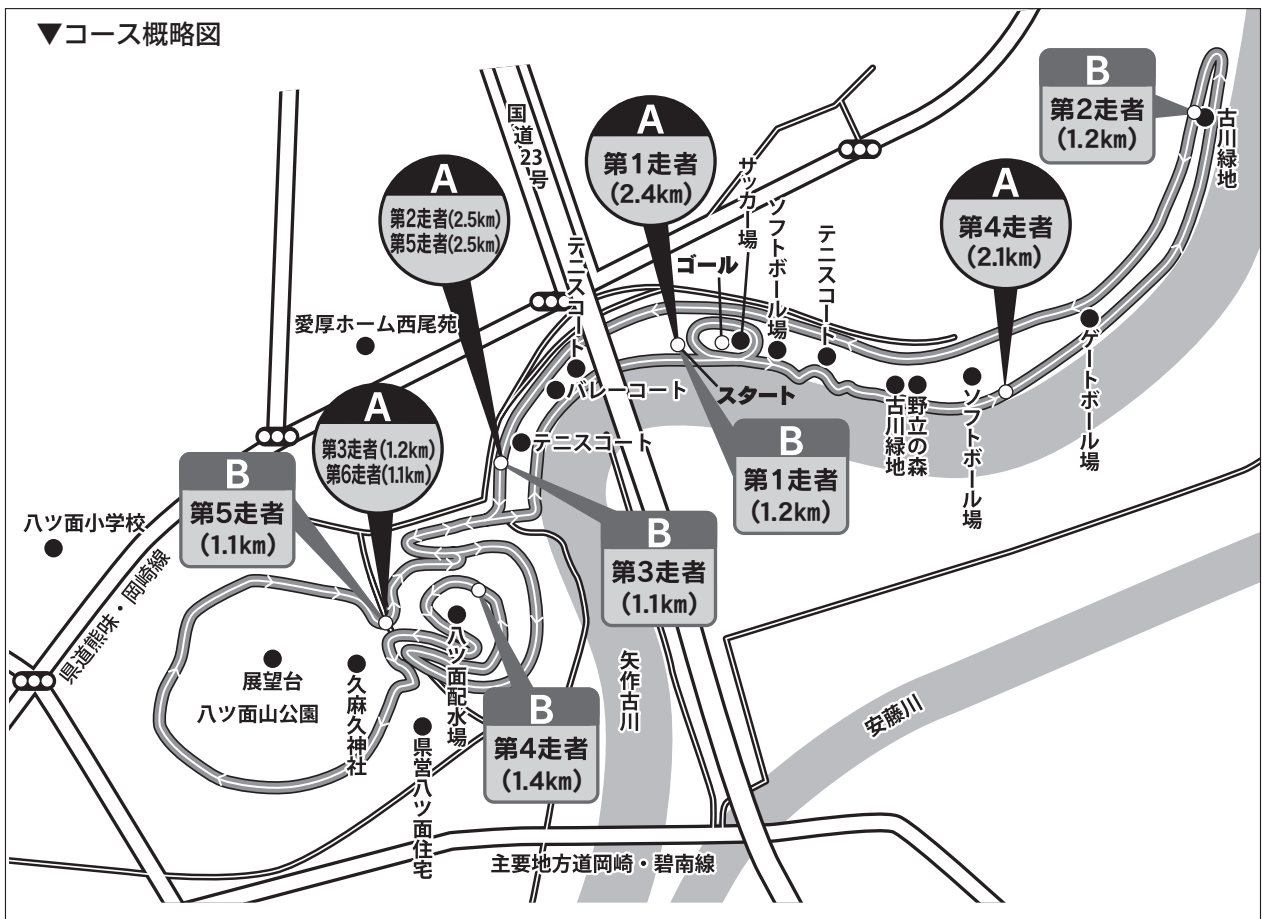 ▼コース概略図
国道23号
A
第1走者
(2.4km)
サッカー場
ゴール
ソフトボール場
テニスコート
B
第2走者
(1.2km)
古川緑地
A
第4走者
(2.1km)
A
第2走者(2.5km)
第5走者(2.5km)
テニスコート
愛厚ホーム西尾苑
バレーコート
テニスコート
スタート
古川緑地
野立の森
ソフトボール場
ゲートボール場
A
第3走者(1.2km)
第6走者(1.1km)
B
第1走者
(1.2km)
B
第5走者
(1.1km)
八ツ面小学校
県道熊味・岡崎線
B
第3走者
(1.1km)
展望台
八ツ面山公園
久麻久神社
八ツ面配水場
県営八ツ面住宅
B
第4走者
(1.4km)
矢作古川
安藤川
主要地方道岡崎・碧南線